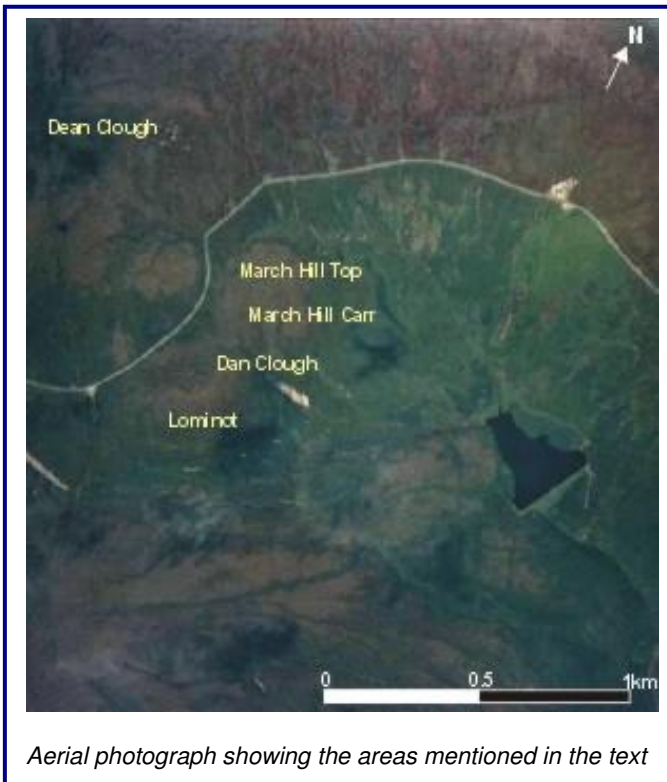 N
Dean Clough
March Hill Top
March Hill Carr
Dan Clough
Lominot
0 0.5 1km
Aerial photograph showing the areas mentioned in the text